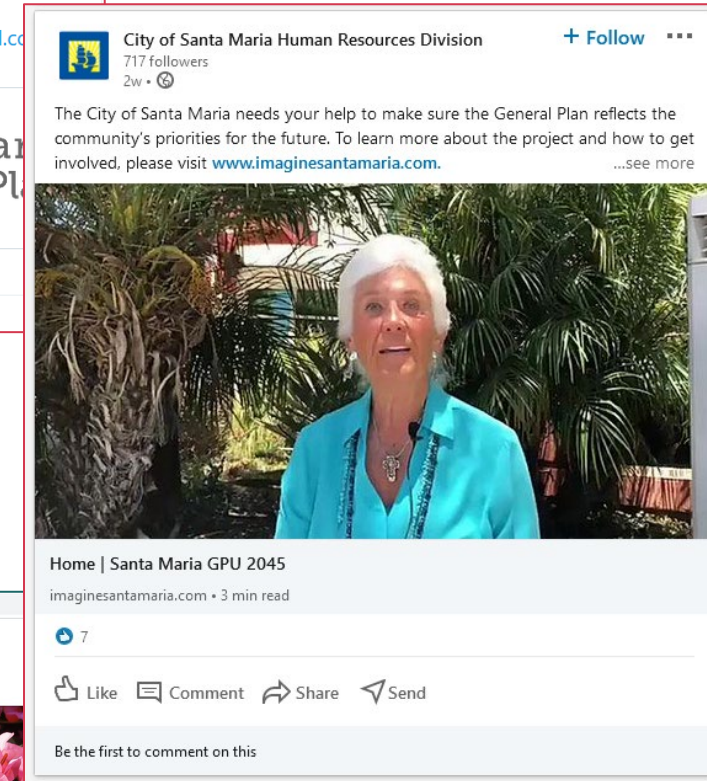 City of Santa Maria Human Resources Division
+ Follow
717 followers
2w •
The City of Santa Maria needs your help to make sure the General Plan reflects the
community's priorities for the future. To learn more about the project and how to get
involved, please visit www.imaginesantamaria.com. ...see more
Home | Santa Maria GPU 2045
imaginesantamaria.com • 3 min read
7
Like Comment Share Send
Be the first to comment on this